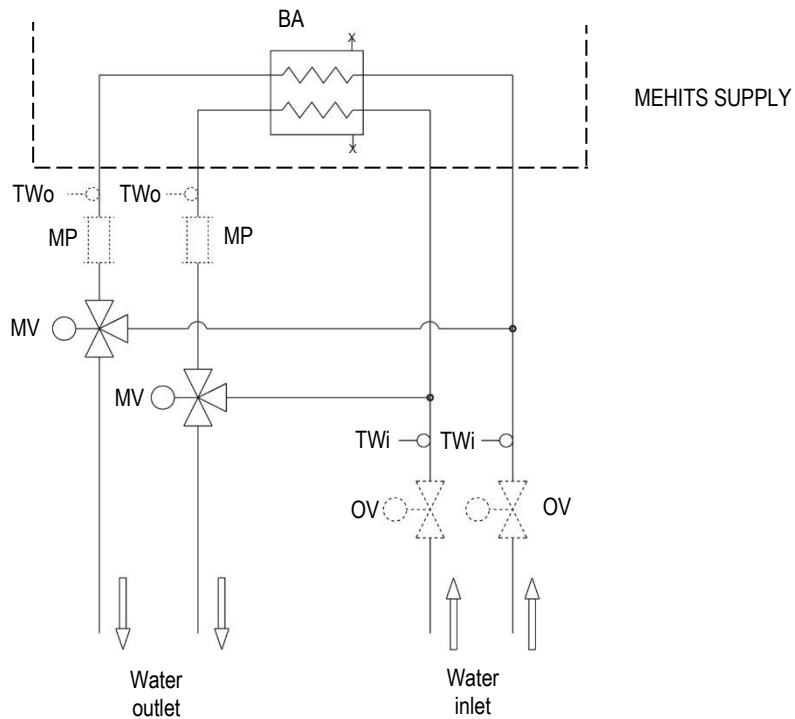 BA
MEHITS SUPPLY
TWo
TWo
MP
MP
MV
MV
TWi
TWi
OV
OV
Water
outlet
Water
inlet